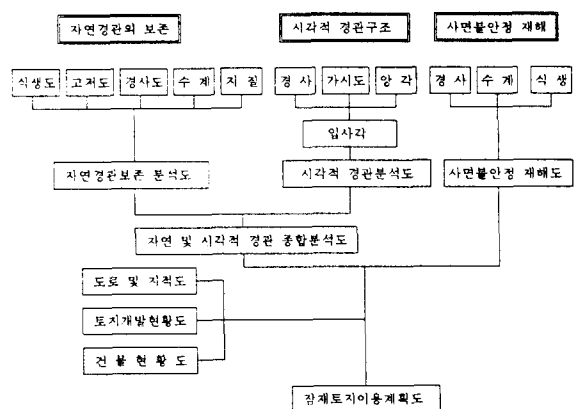 자연경관의 보존 시각적 경관구조 사면불안정 재해
식생도 고저도 경사도 수계 지질 경사 가시도 앙각 경사 수계 식생
입사각
자연경관보존 분석도 시각적 경관분석도 사면불안정 재해도
자연 및 시각적 경관 종합분석도
도로 및 지적도
토지개발현황도
건물현황도
잠재토지이용계획도